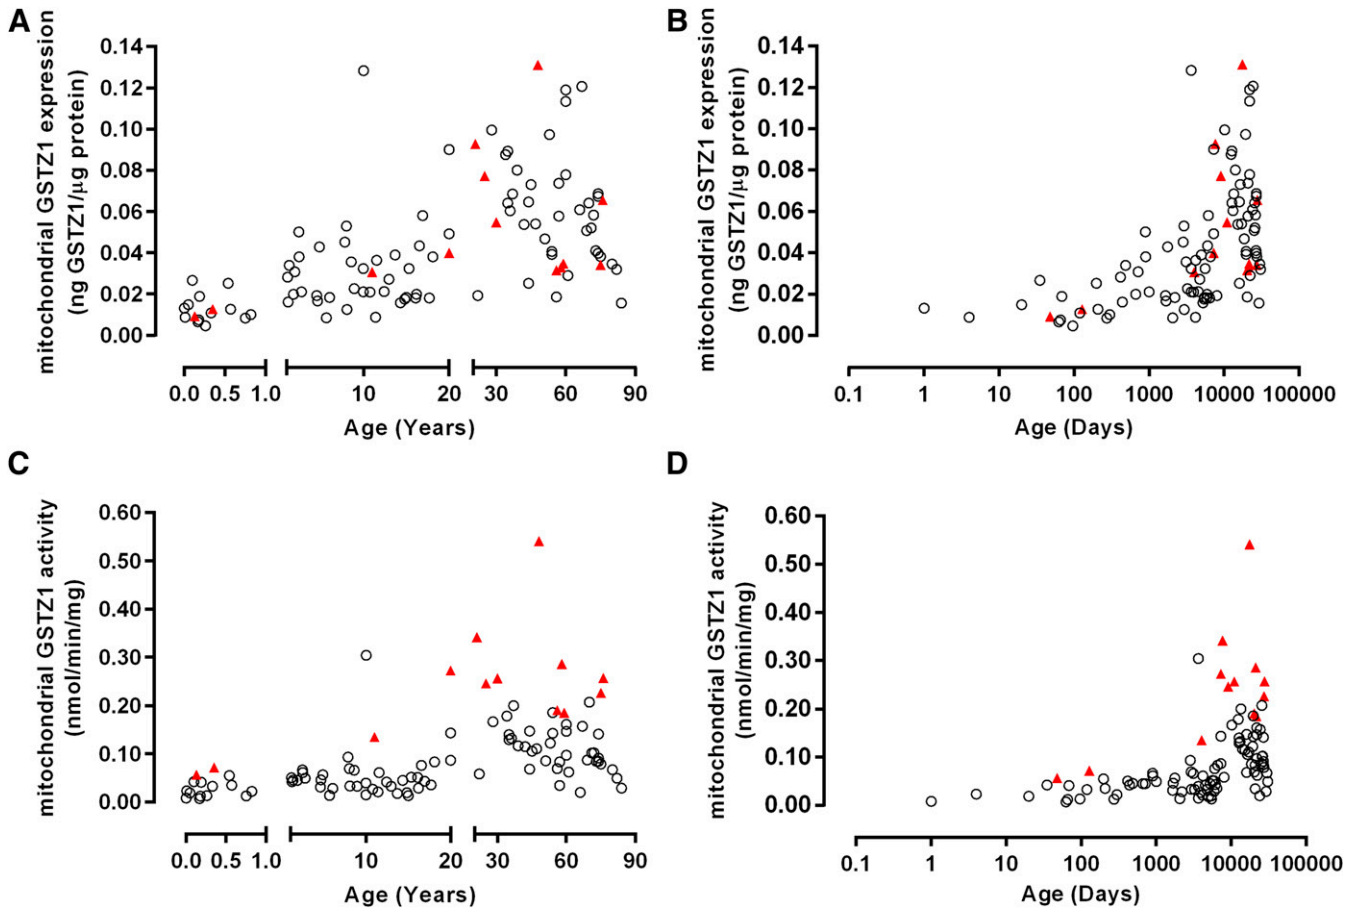 A
mitochondrial GSTZ1 expression
(ng GSTZ1/μg protein)
0.14
0.12
0.10
0.08
0.06
0.04
0.02
0.00
0.0 0.5 1.0 10 20 30 60 90
Age (Years)
B
mitochondrial GSTZ1 expression
(ng GSTZ1/μg protein)
0.14
0.12
0.10
0.08
0.06
0.04
0.02
0.00
0.1 1 10 100 1000 10000 100000
Age (Days)
C
mitochondrial GSTZ1 activity
(nmol/min/mg)
0.60
0.50
0.40
0.30
0.20
0.10
0.00
0.0 0.5 1.0 10 20 30 60 90
Age (Years)
D
mitochondrial GSTZ1 activity
(nmol/min/mg)
0.60
0.50
0.40
0.30
0.20
0.10
0.00
0.1 1 10 100 1000 10000 100000
Age (Days)